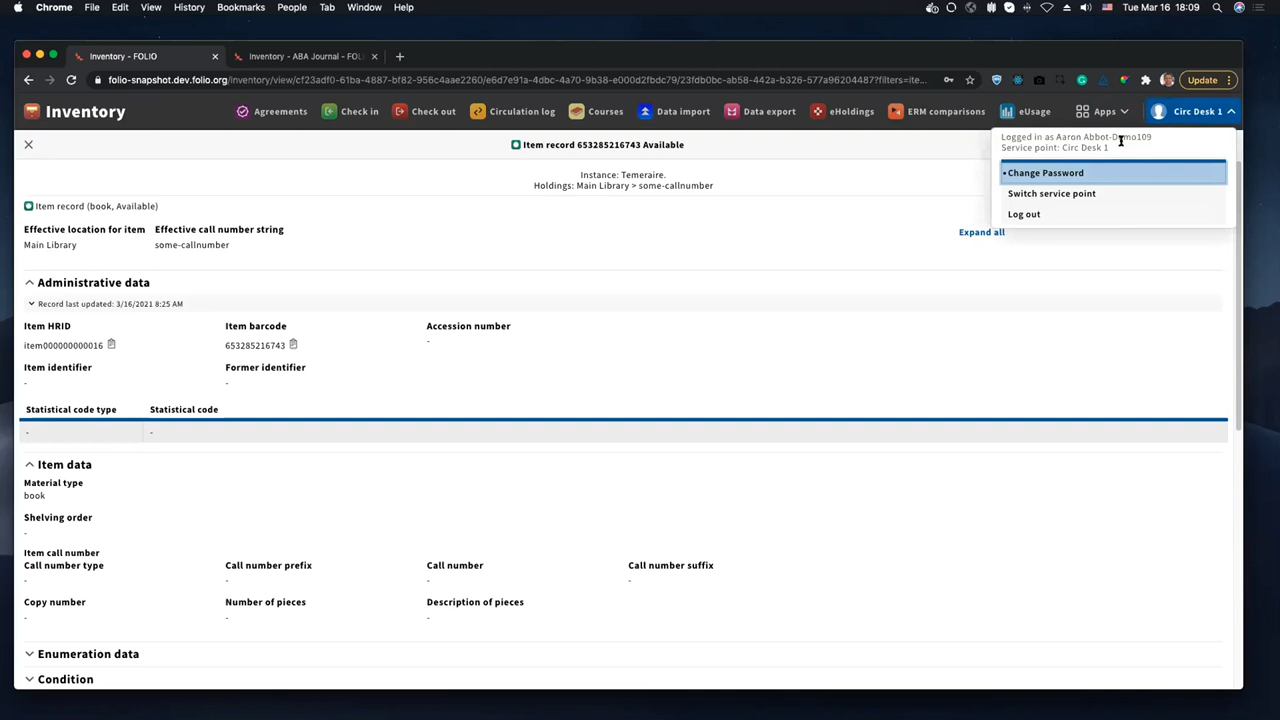 Chrome File Edit View History Bookmarks People Tab Window Help Tue Mar 16 18:09
Inventory - FOLIO Inventory - ABA Journal - FOL
folio-snapshot.dev.folio.org/inventory/view/cf23adf0-61ba-4887-bf82-956c4aae2260/e6d7e91a-4dbc-4a70-9b38-e000d2fbdc79/23fdb0bc-ab58-442a-b326-577a96204487?filters=ite... Update
Inventory Agreements Check in Check out Circulation log Courses Data import Data export eHoldings ERM comparisons eUsage Apps Circ Desk 1
Logged in as Aaron Abbot-Demo109
Service point: Circ Desk 1
• Change Password
Switch service point
Log out
Item record 653285216743 Available
Instance: Temeraire.
Holdings: Main Library > some-callnumber
Item record (book, Available)
Effective location for item Effective call number string
Main Library some-callnumber
Expand all
Administrative data
Record last updated: 3/16/2021 8:25 AM
Item HRID Item barcode Accession number
item000000000016 653285216743 -
Item identifier Former identifier
- -
Statistical code type Statistical code
- -
Item data
Material type
book
Shelving order
-
Item call number
Call number type Call number prefix Call number Call number suffix
- - - -
Copy number Number of pieces Description of pieces
- - -
Enumeration data
Condition